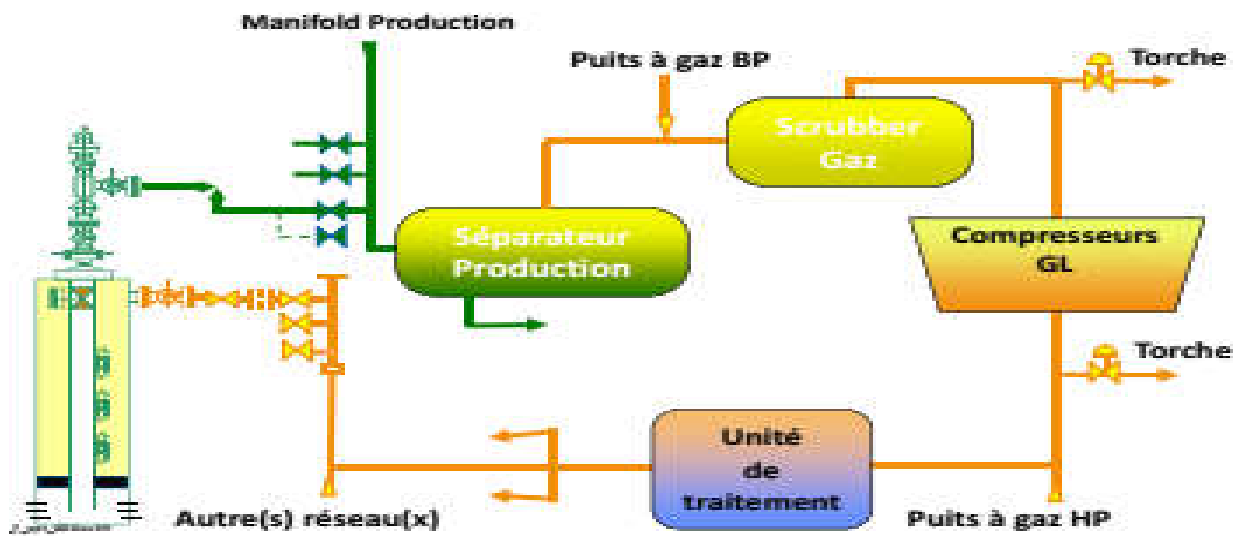 Manifold Production
Puits à gaz BP
Torche
Scrubber
Gaz
Séparateur
Production
Compresseurs
GL
Torche
Unité
de
traitement
Autre(s) réseau(x)
Puits à gaz HP